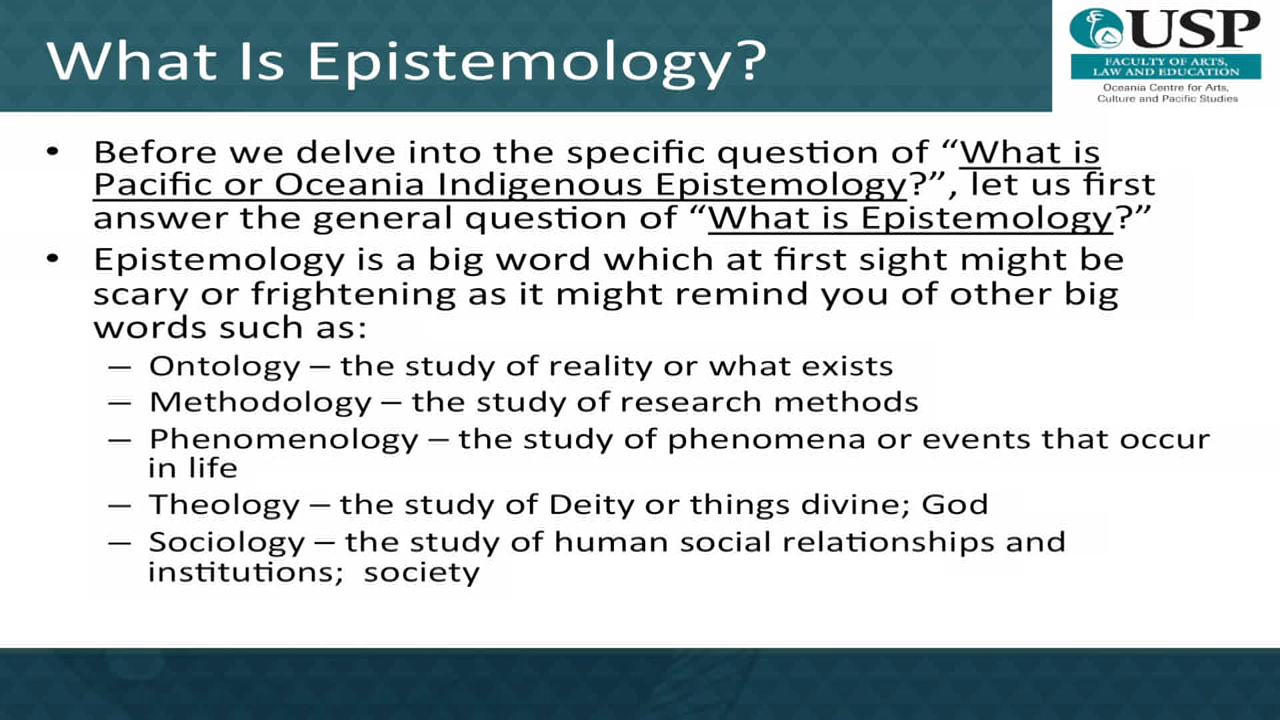 What Is Epistemology?
USP
FACULTY OF ARTS,
LAW AND EDUCATION
Oceania Centre for Arts,
Culture and Pacific Studies
• Before we delve into the specific question of “What is
Pacific or Oceania Indigenous Epistemology?”, let us first
answer the general question of “What is Epistemology?”
• Epistemology is a big word which at first sight might be
scary or frightening as it might remind you of other big
words such as:
– Ontology – the study of reality or what exists
– Methodology – the study of research methods
– Phenomenology – the study of phenomena or events that occur
in life
– Theology – the study of Deity or things divine; God
– Sociology – the study of human social relationships and
institutions; society